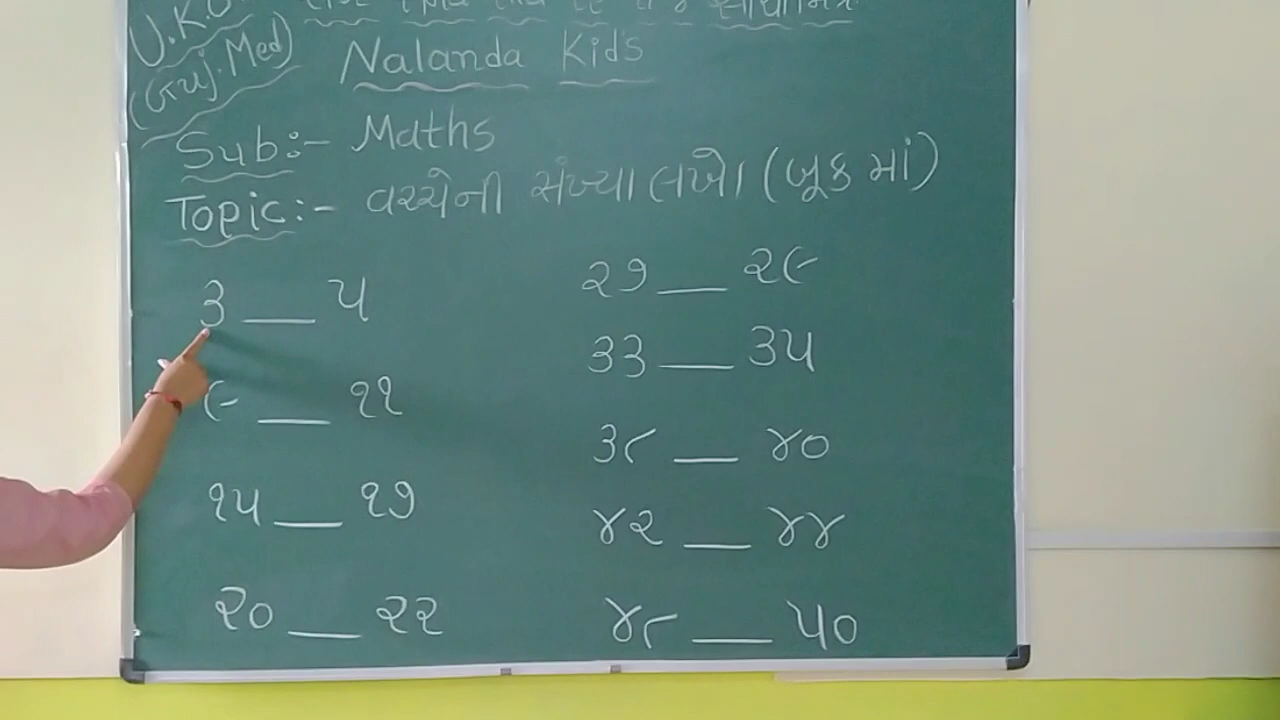 U.K.G
(Guj. Med)
Nalanda Kid's
Sub:- Maths
Topic:- વચ્ચેની સંખ્યા લખો (બૂક માં)
૩ __ ૫
૯ __ ૧૧
૧૫ __ ૧૭
૨૦ __ ૨૨
૨૭ __ ૨૯
૩૩ __ ૩૫
૩૮ __ ૪૦
૪૨ __ ૪૪
૪૮ __ ૫૦